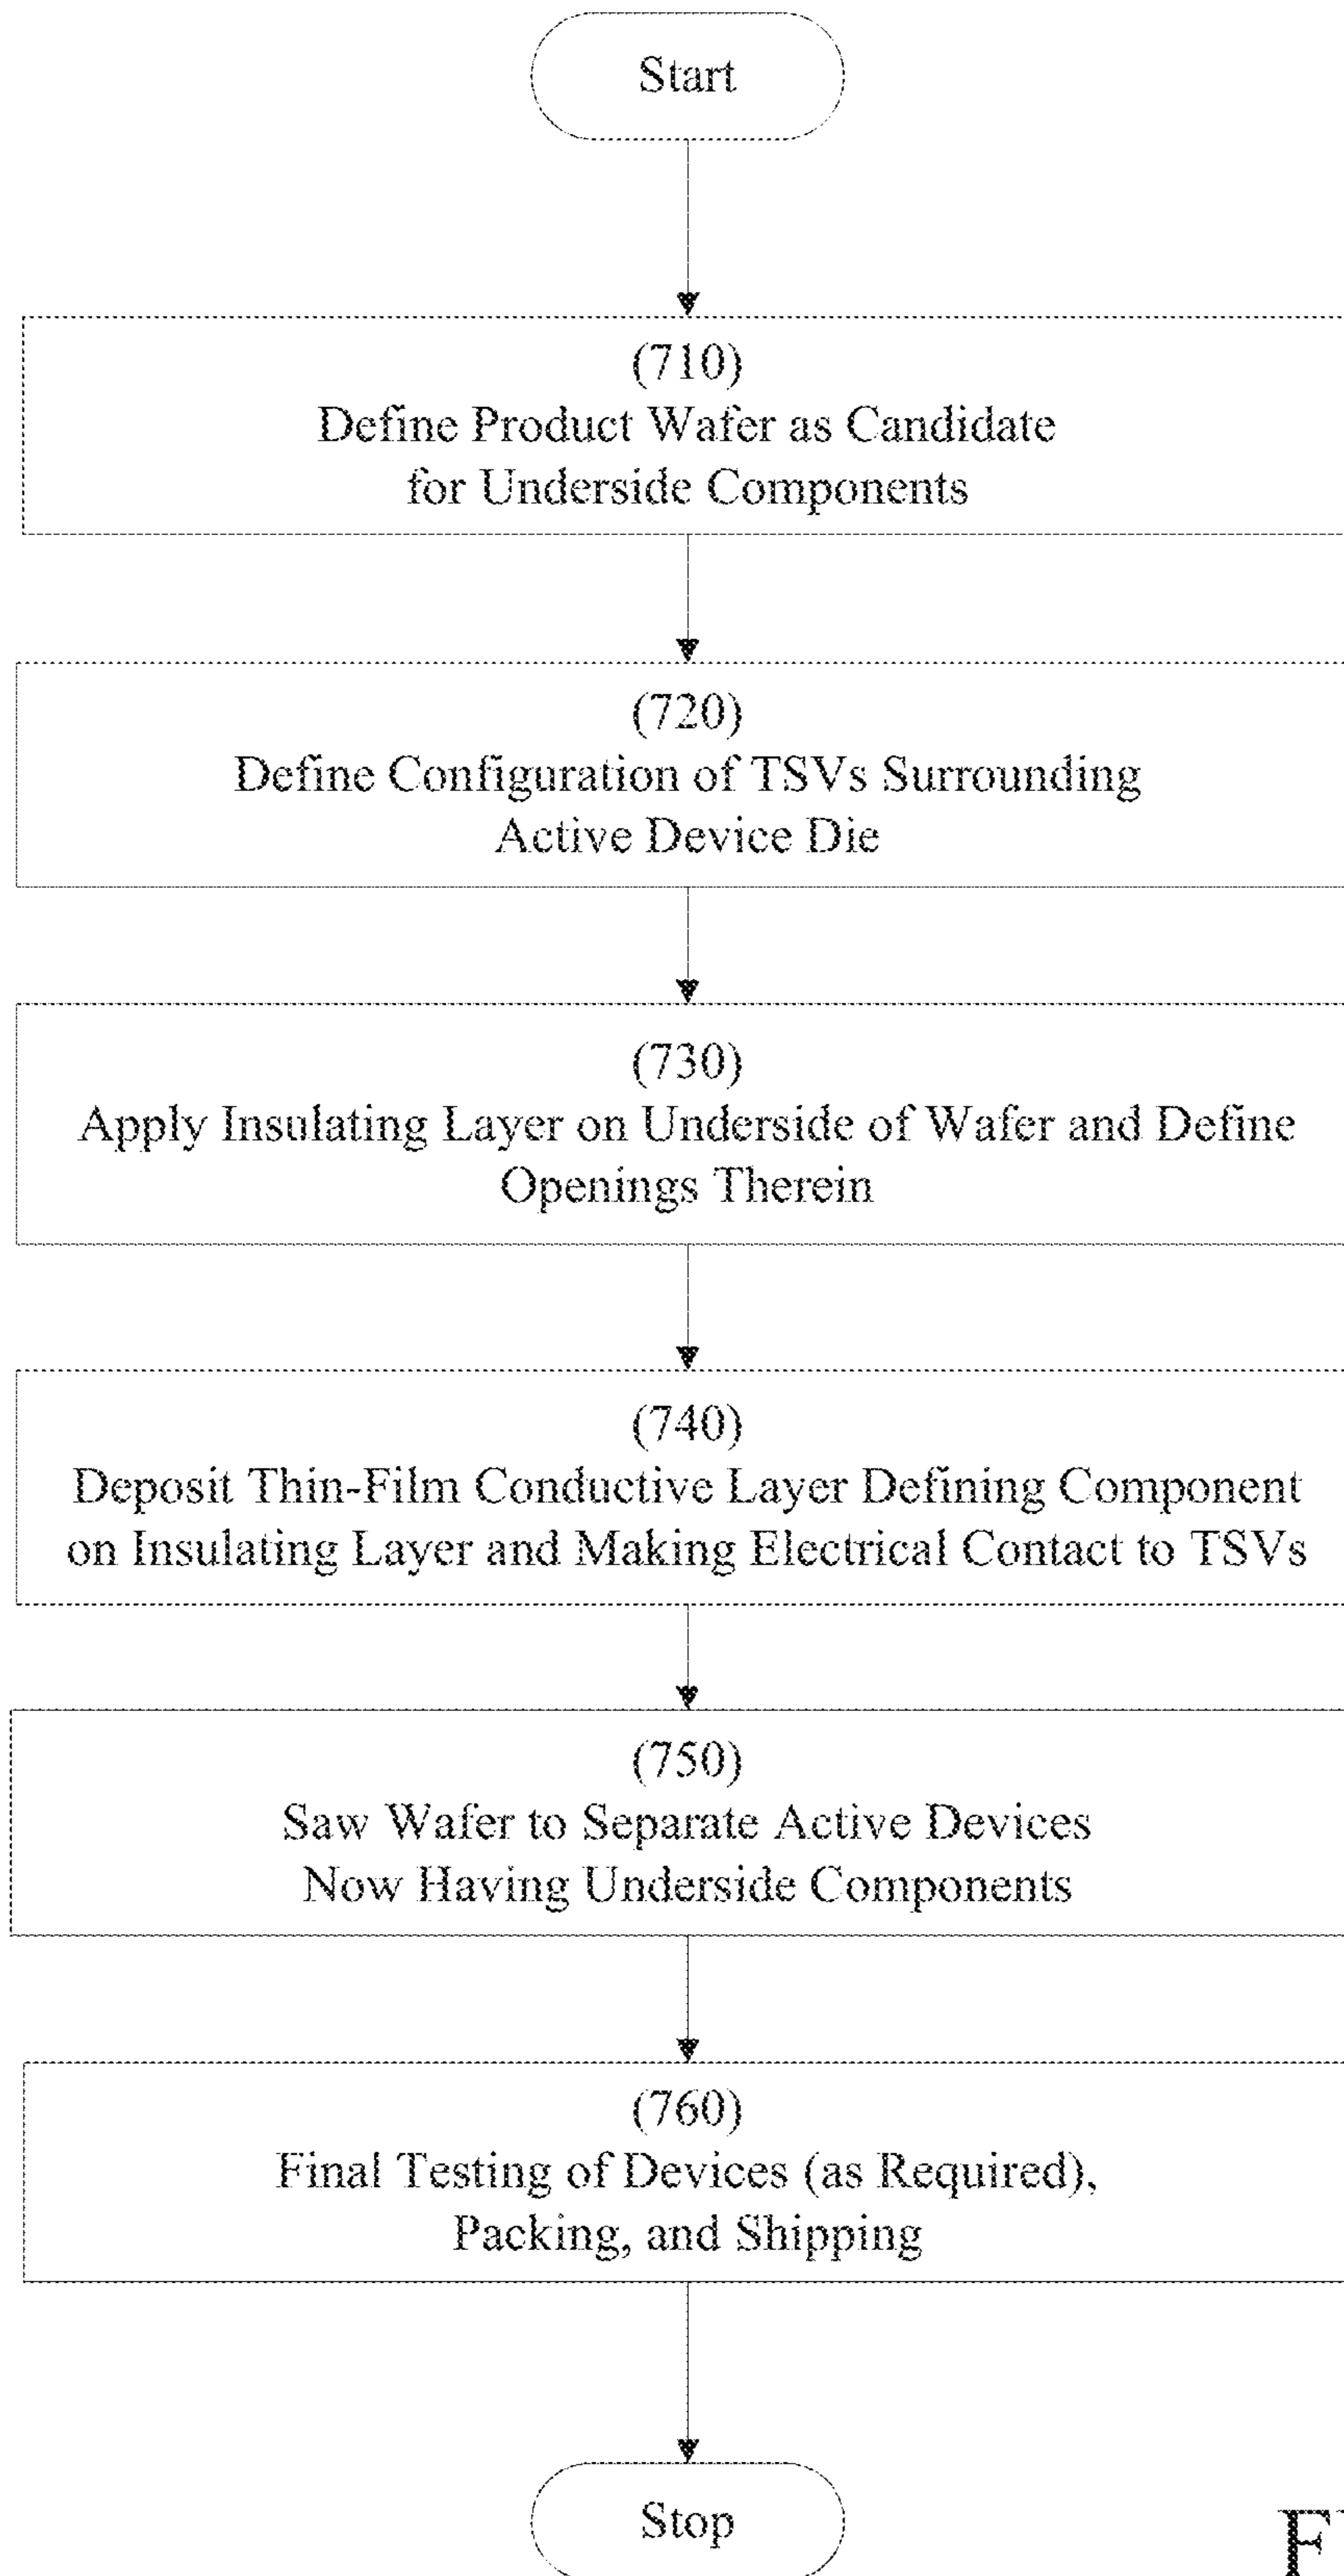 Start
(710)
Define Product Wafer as Candidate
for Underside Components
(720)
Define Configuration of TSVs Surrounding
Active Device Die
(730)
Apply Insulating Layer on Underside of Wafer and Define
Openings Therein
(740)
Deposit Thin-Film Conductive Layer Defining Component
on Insulating Layer and Making Electrical Contact to TSVs
(750)
Saw Wafer to Separate Active Devices
Now Having Underside Components
(760)
Final Testing of Devices (as Required),
Packing, and Shipping
Stop